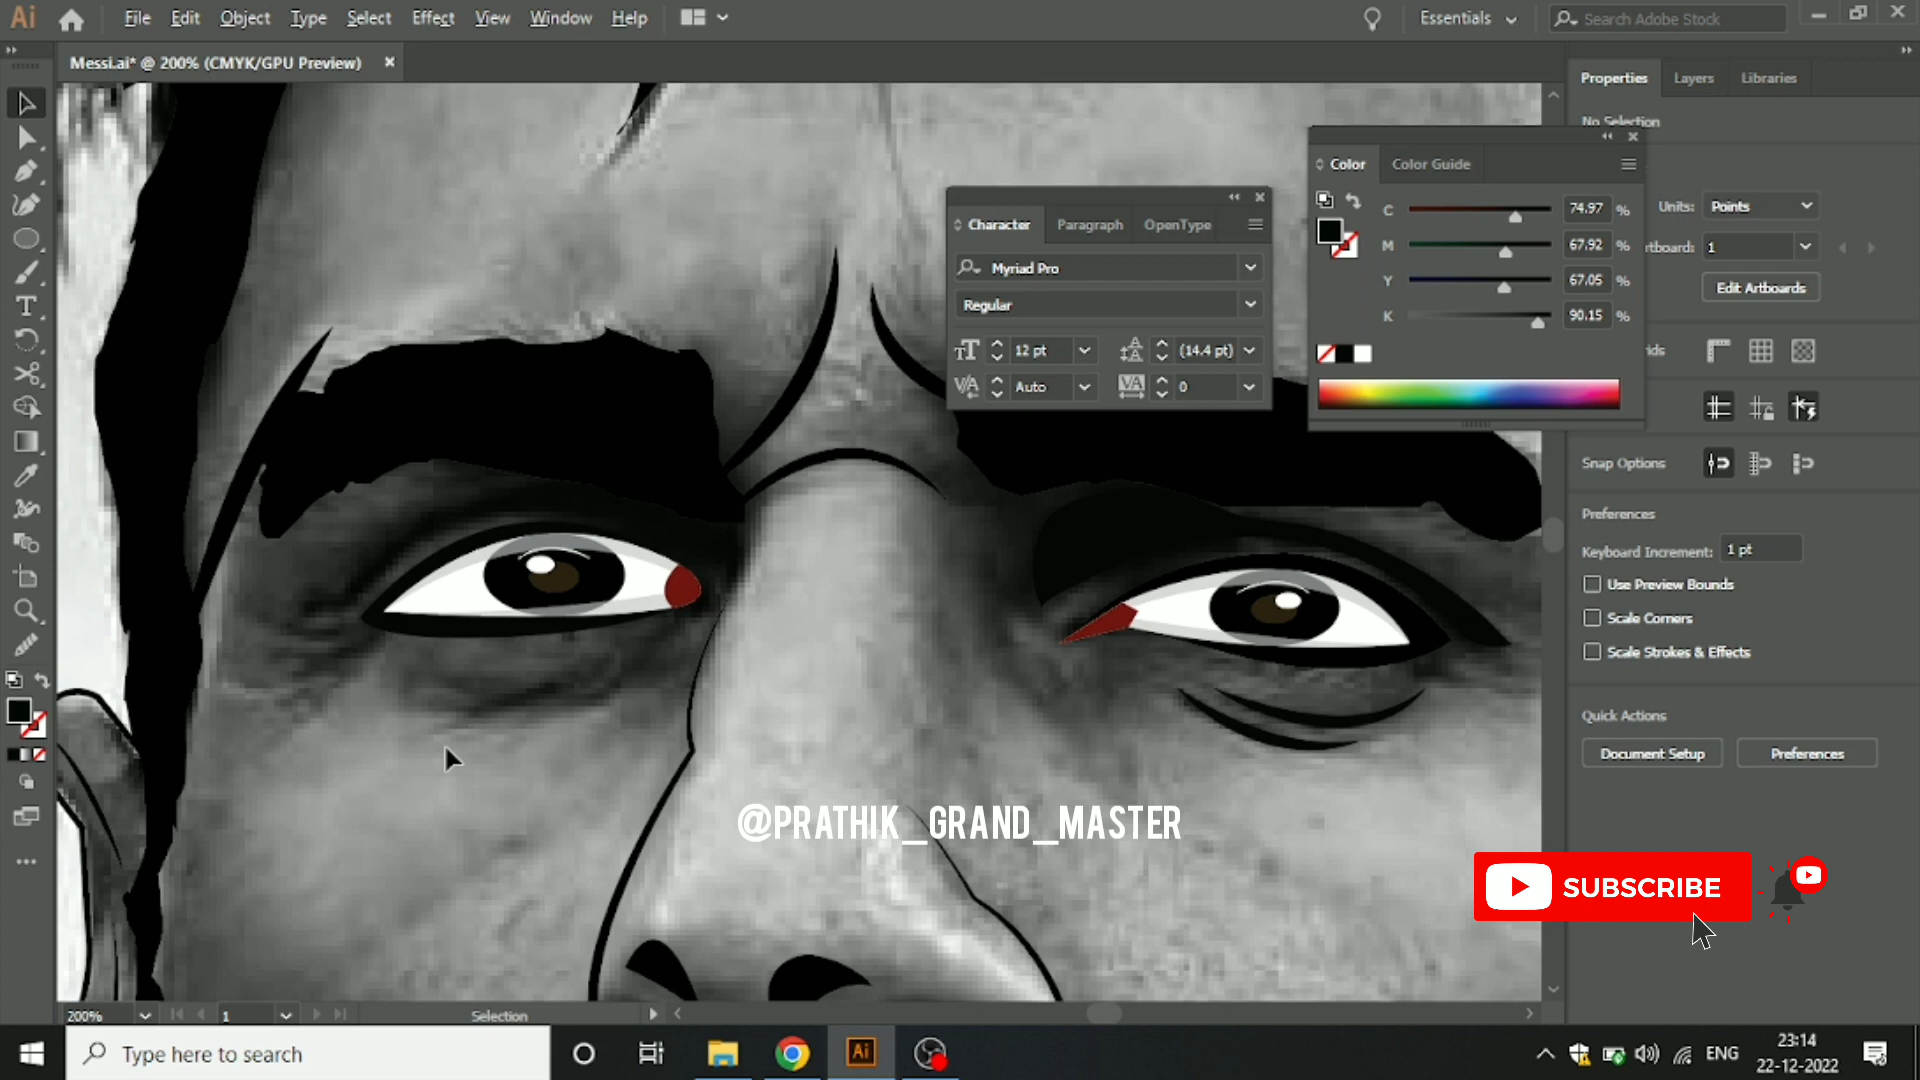 Ai File Edit Object Type Select Effect View Window Help Essentials Search Adobe Stock
Messi.ai* @ 200% (CMYK/GPU Preview)
Properties Layers Libraries
No Selection
Color Color Guide
C 74.97 %
M 67.92 %
Y 67.05 %
K 90.15 %
Units: Points
rtboard: 1
Edit Artboards
Character Paragraph OpenType
Myriad Pro
Regular
12 pt (14.4 pt)
Auto 0
ids
Snap Options
Preferences
Keyboard Increment: 1 pt
Use Preview Bounds
Scale Corners
Scale Strokes & Effects
Quick Actions
Document Setup Preferences
@PRATHIK_GRAND_MASTER
SUBSCRIBE
200% 1 Selection
Type here to search
Ai
ENG
23:14
22-12-2022